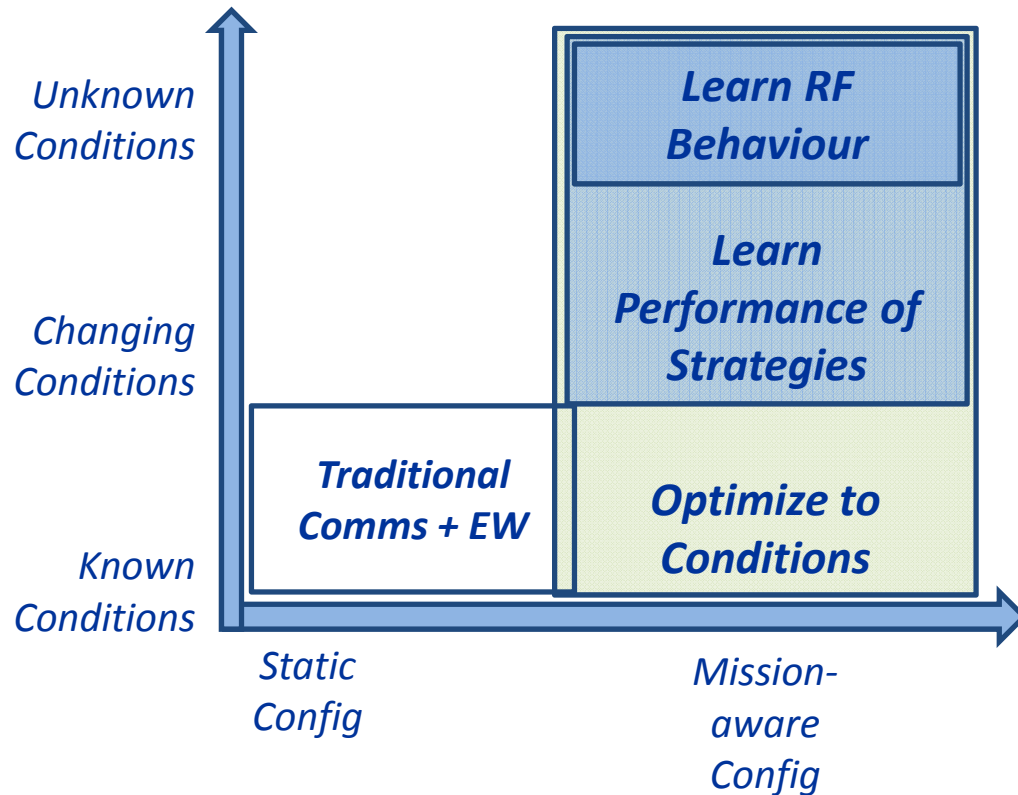 Unknown
Conditions
Learn RF
Behaviour
Learn
Performance of
Strategies
Changing
Conditions
Traditional
Comms + EW
Optimize to
Conditions
Known
Conditions
Static
Config
Mission-
aware
Config